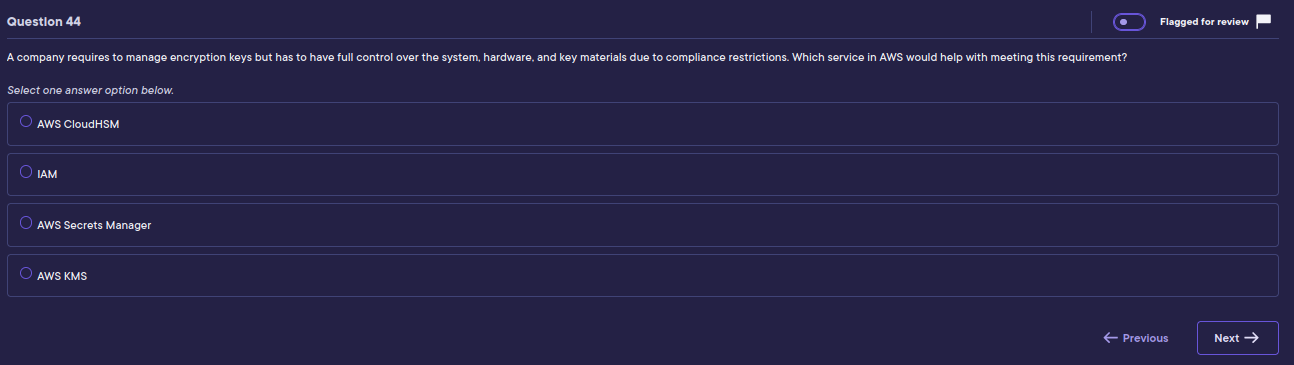 Question 44
Flagged for review
A company requires to manage encryption keys but has to have full control over the system, hardware, and key materials due to compliance restrictions. Which service in AWS would help with meeting this requirement?
Select one answer option below.
AWS CloudHSM
IAM
AWS Secrets Manager
AWS KMS
Previous
Next